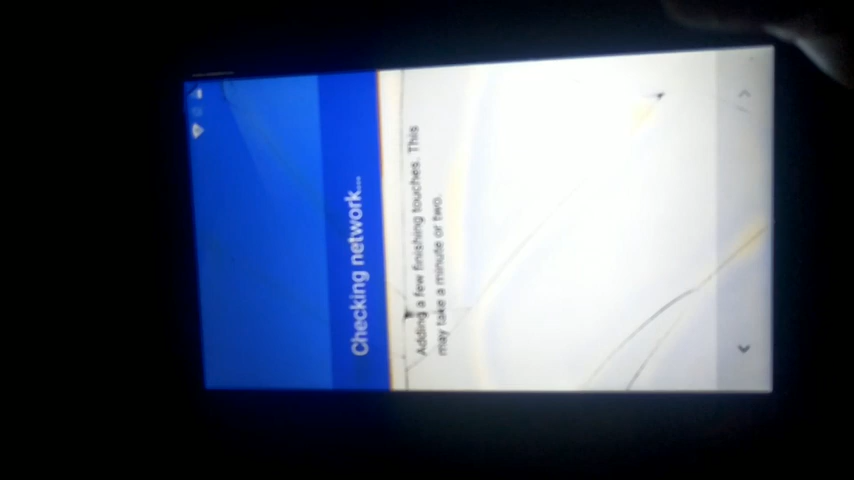 Checking network...
Adding a few finishing touches. This
may take a minute or two.